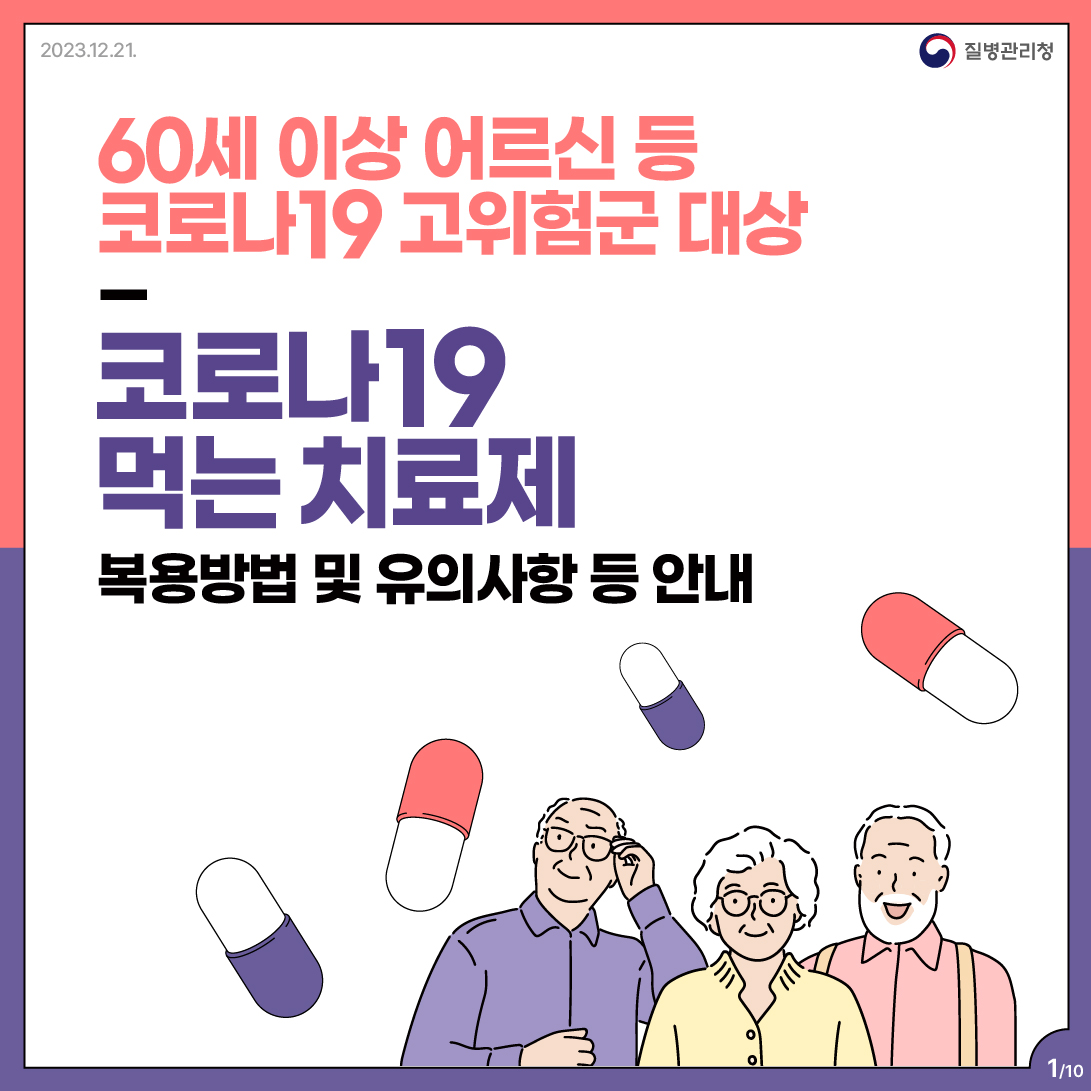 2023.12.21.
질병관리청
60세 이상 어르신 등
코로나19 고위험군 대상
코로나19
먹는 치료제
복용방법 및 유의사항 등 안내
1/10